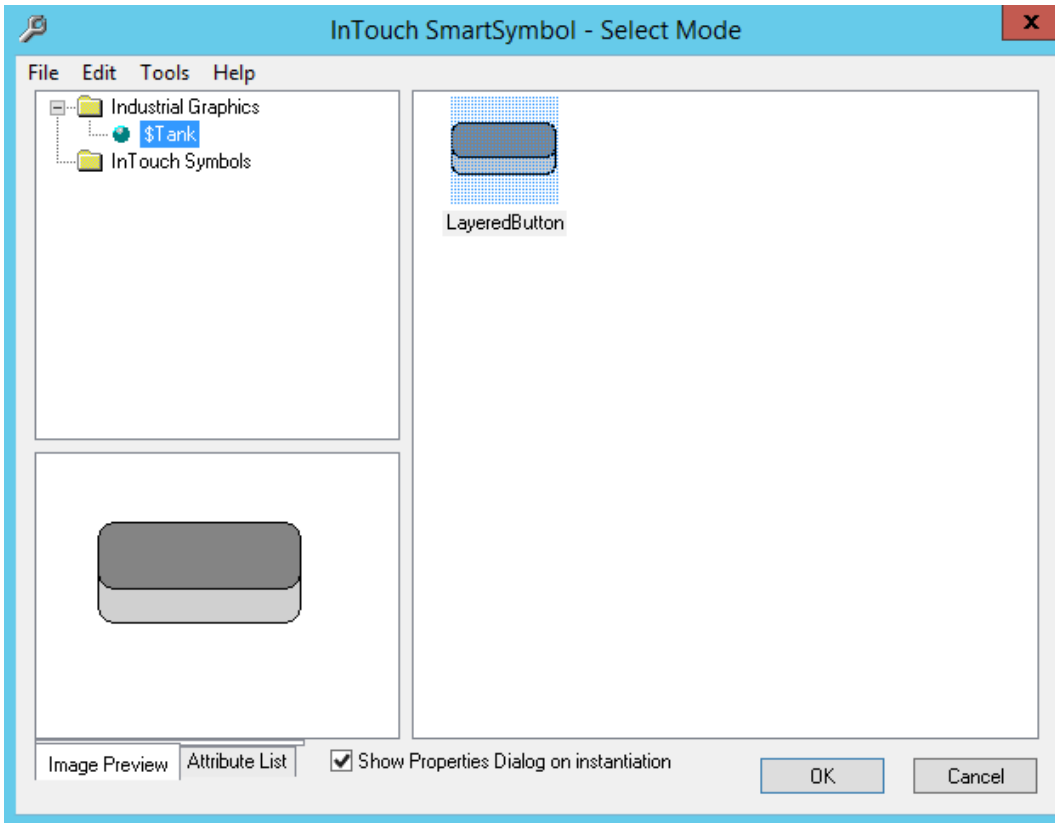 InTouch SmartSymbol - Select Mode
x
File Edit Tools Help
Industrial Graphics
$Tank
InTouch Symbols
LayeredButton
Image Preview Attribute List Show Properties Dialog on instantiation
OK Cancel